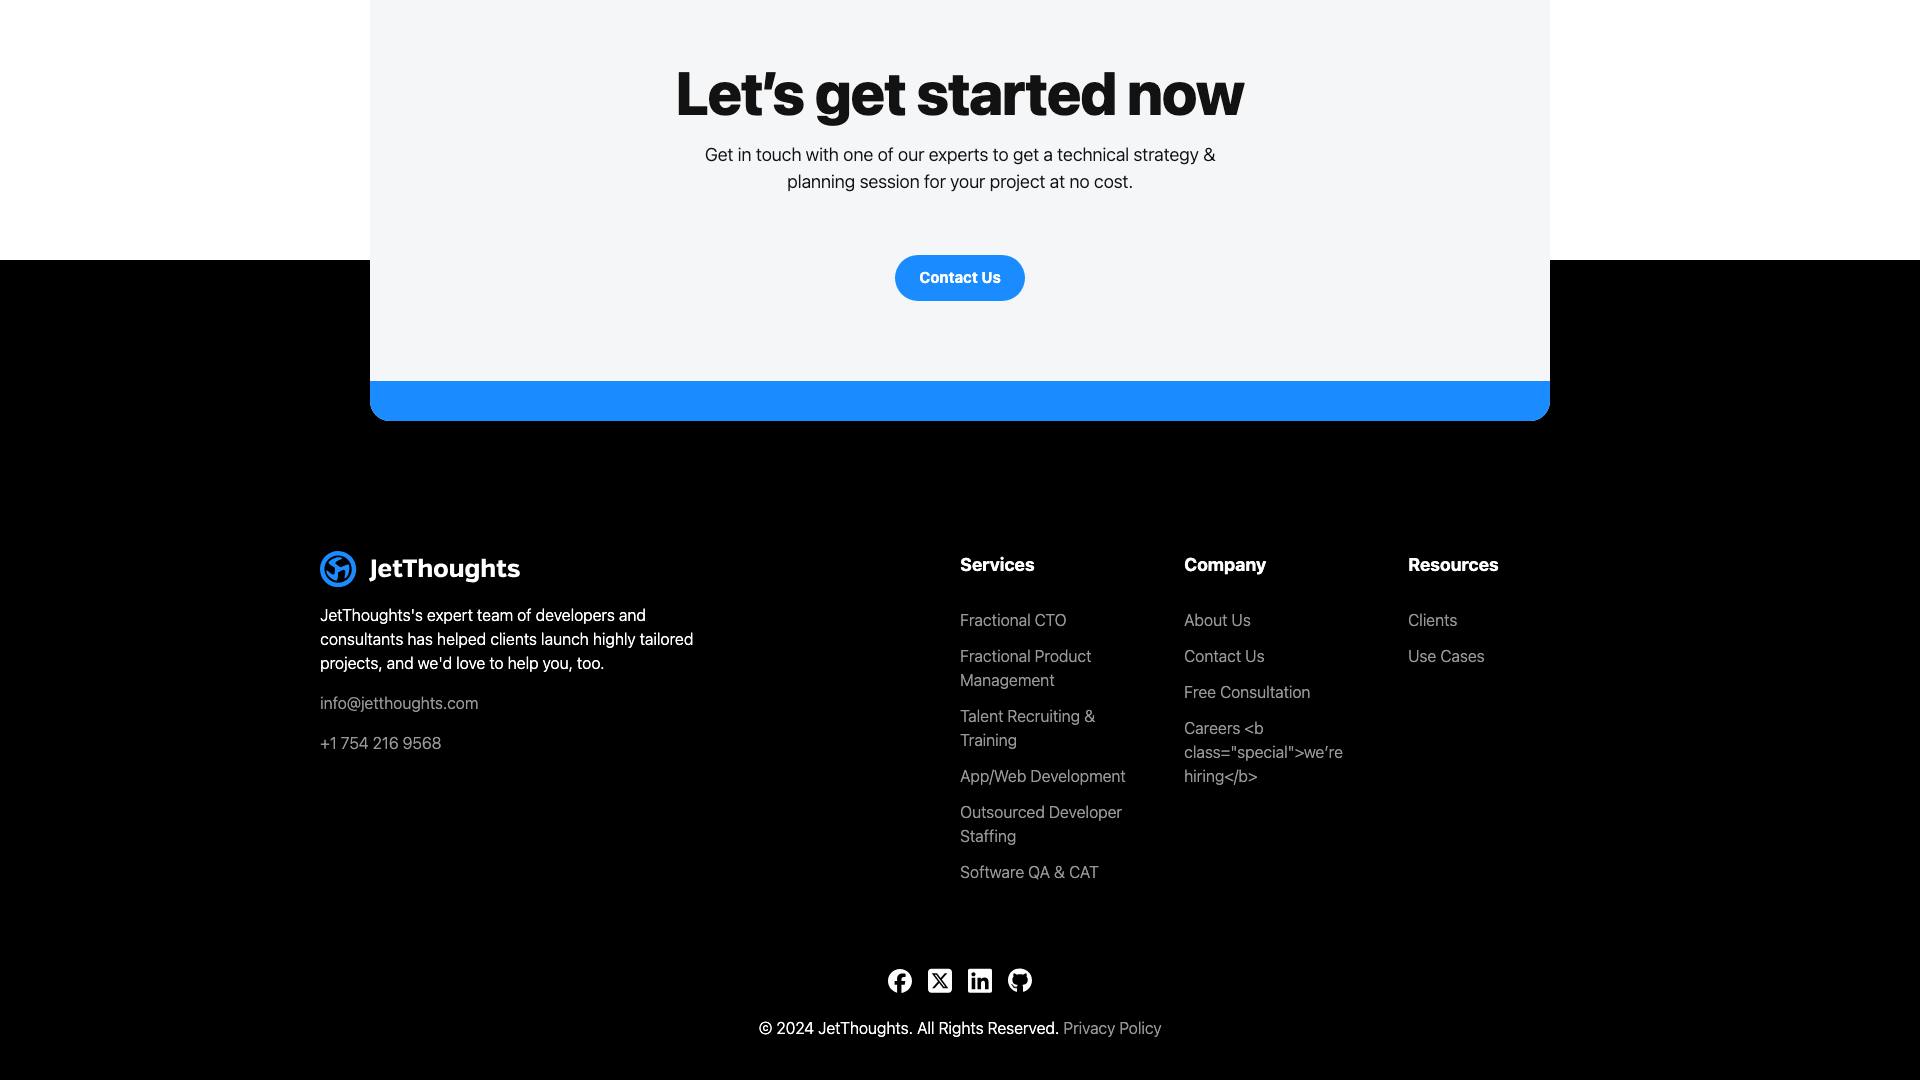 Let’s get started now
Get in touch with one of our experts to get a technical strategy &
planning session for your project at no cost.
Contact Us
JetThoughts
JetThoughts's expert team of developers and
consultants has helped clients launch highly tailored
projects, and we'd love to help you, too.
info@jetthoughts.com
+1 754 216 9568
Services
Fractional CTO
Fractional Product
Management
Talent Recruiting &
Training
App/Web Development
Outsourced Developer
Staffing
Software QA & CAT
Company
About Us
Contact Us
Free Consultation
Careers <b
class="special">we’re
hiring</b>
Resources
Clients
Use Cases
© 2024 JetThoughts. All Rights Reserved. Privacy Policy